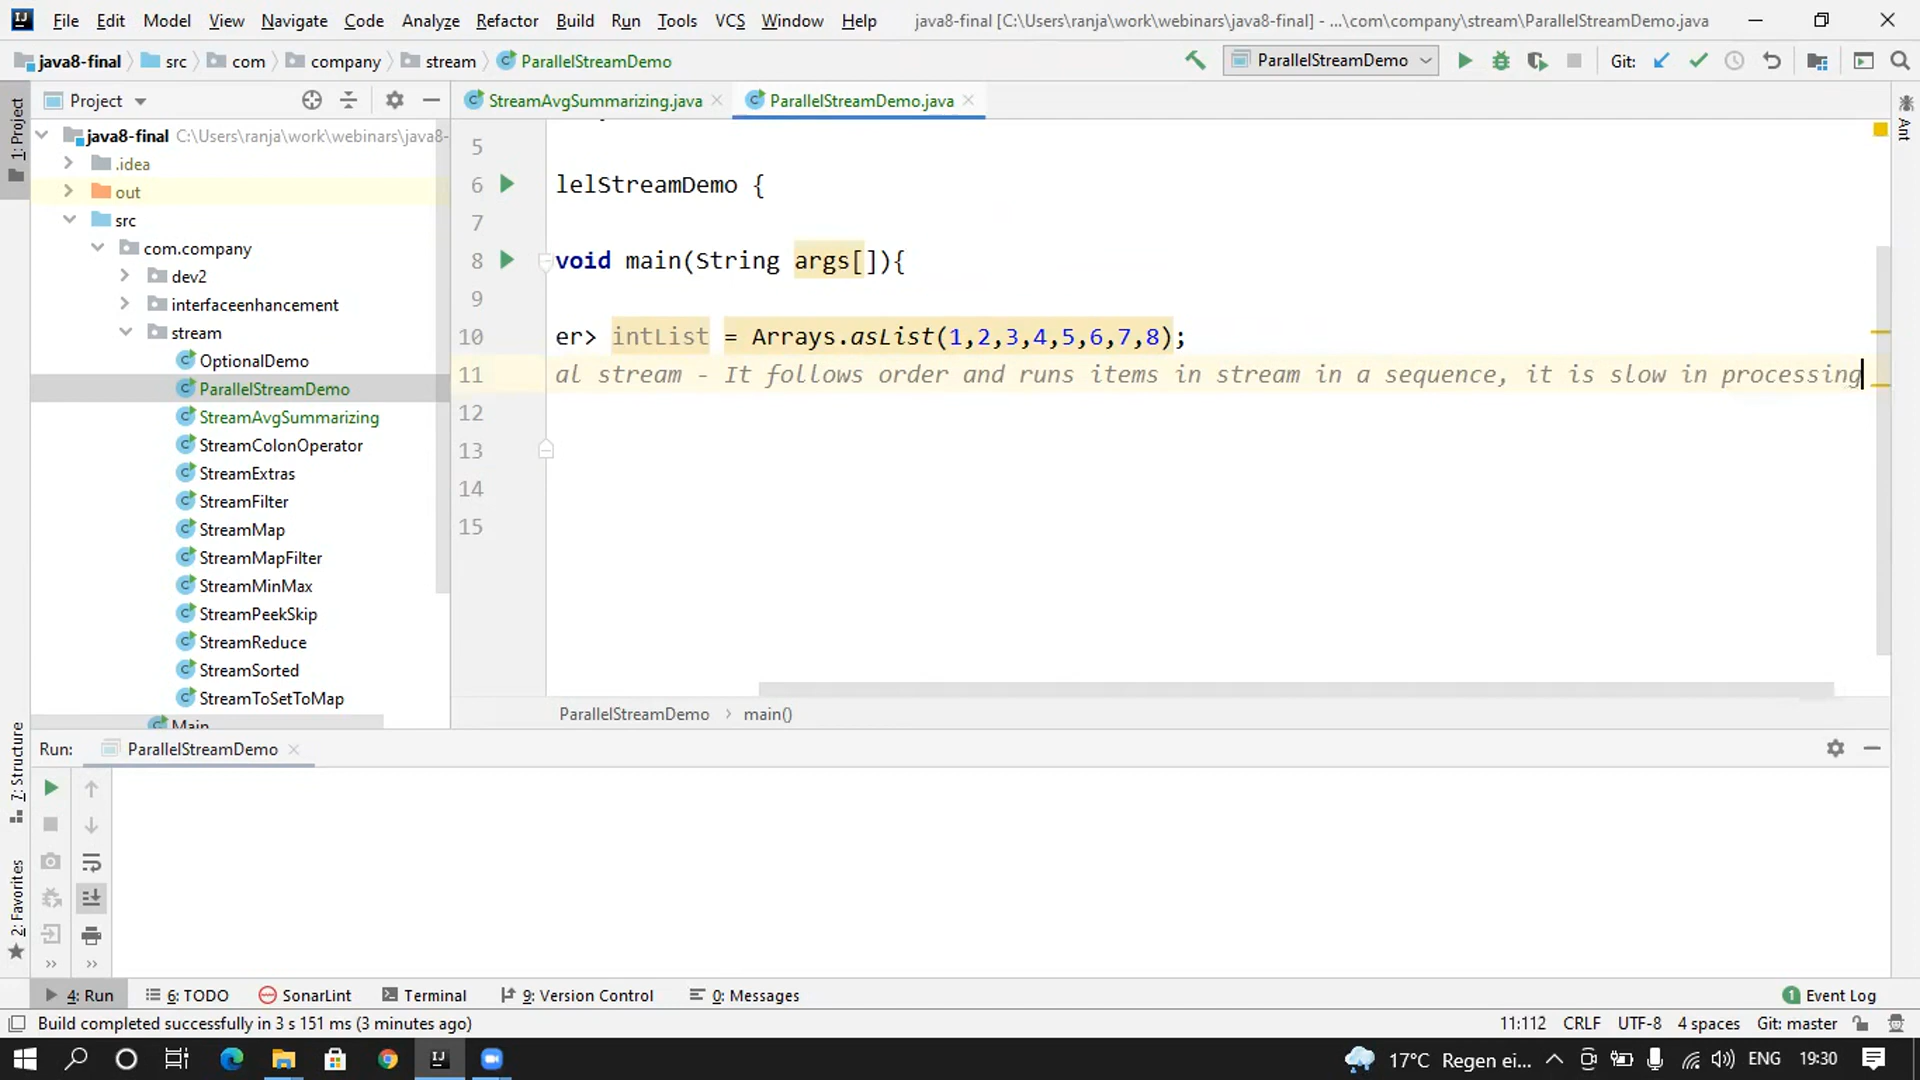 File Edit Model View Navigate Code Analyze Refactor Build Run Tools VCS Window Help java8-final [C:\Users\ranja\work\webinars\java8-final] - ...\com\company\stream\ParallelStreamDemo.java
java8-final src com company stream ParallelStreamDemo ParallelStreamDemo Git:
Project StreamAvgSummarizing.java ParallelStreamDemo.java
1: Project
Ant
java8-final C:\Users\ranja\work\webinars\java8-
.idea
out
src
com.company
dev2
interfaceenhancement
stream
OptionalDemo
ParallelStreamDemo
StreamAvgSummarizing
StreamColonOperator
StreamExtras
StreamFilter
StreamMap
StreamMapFilter
StreamMinMax
StreamPeekSkip
StreamReduce
StreamSorted
StreamToSetToMap
Main
5
6 lelStreamDemo {
7
8 void main(String args[]){
9
10 er> intList = Arrays.asList(1,2,3,4,5,6,7,8);
11 al stream - It follows order and runs items in stream in a sequence, it is slow in processing
12
13
14
15
ParallelStreamDemo › main()
7: Structure
2: Favorites
Run: ParallelStreamDemo
4: Run 6: TODO SonarLint Terminal 9: Version Control 0: Messages 1 Event Log
Build completed successfully in 3 s 151 ms (3 minutes ago) 11:112 CRLF UTF-8 4 spaces Git: master
17°C Regen ei... ENG 19:30